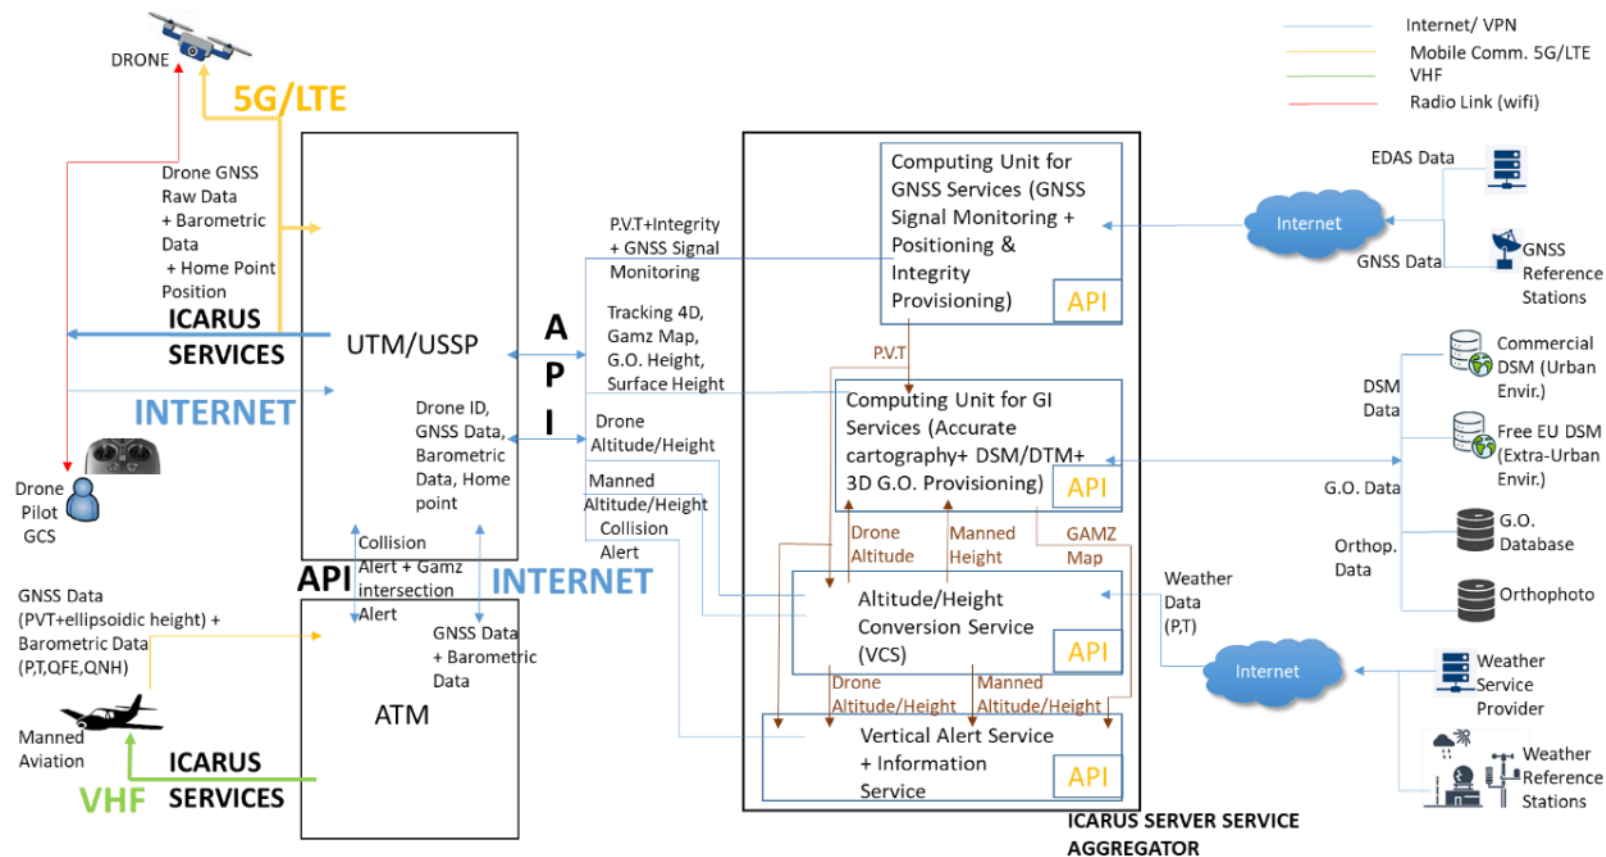 DRONE
5G/LTE
Internet/ VPN
Mobile Comm. 5G/LTE
VHF
Radio Link (wifi)
Drone GNSS
Raw Data
+ Barometric
Data
+ Home Point
Position
ICARUS
SERVICES
INTERNET
Drone
Pilot
GCS
UTM/USSP
Drone ID,
GNSS Data,
Barometric
Data, Home
point
A
P
I
P.V.T+Integrity
+ GNSS Signal
Monitoring
Tracking 4D,
Gamz Map,
G.O. Height,
Surface Height
Drone
Altitude/Height
Manned
Altitude/Height
Collision
Alert
API
Collision
Alert + Gamz
intersection
Alert
INTERNET
GNSS Data
+ Barometric
Data
ATM
GNSS Data
(PVT+ellipsoidic height) +
Barometric Data
(P,T,QFE,QNH)
Manned
Aviation
VHF
ICARUS
SERVICES
Computing Unit for
GNSS Services (GNSS
Signal Monitoring +
Positioning &
Integrity
Provisioning)
API
P.V.T
Computing Unit for GI
Services (Accurate
cartography+ DSM/DTM+
3D G.O. Provisioning)
API
Drone
Altitude
Manned
Height
GAMZ
Map
Altitude/Height
Conversion Service
(VCS)
API
Drone
Altitude/Height
Manned
Altitude/Height
Vertical Alert Service
+ Information
Service
API
ICARUS SERVER SERVICE
AGGREGATOR
EDAS Data
Internet
GNSS Data
GNSS
Reference
Stations
Commercial
DSM (Urban
Envir.)
DSM
Data
Free EU DSM
(Extra-Urban
Envir.)
G.O. Data
G.O.
Database
Orthop.
Data
Orthophoto
Weather
Data
(P,T)
Internet
Weather
Service
Provider
Weather
Reference
Stations